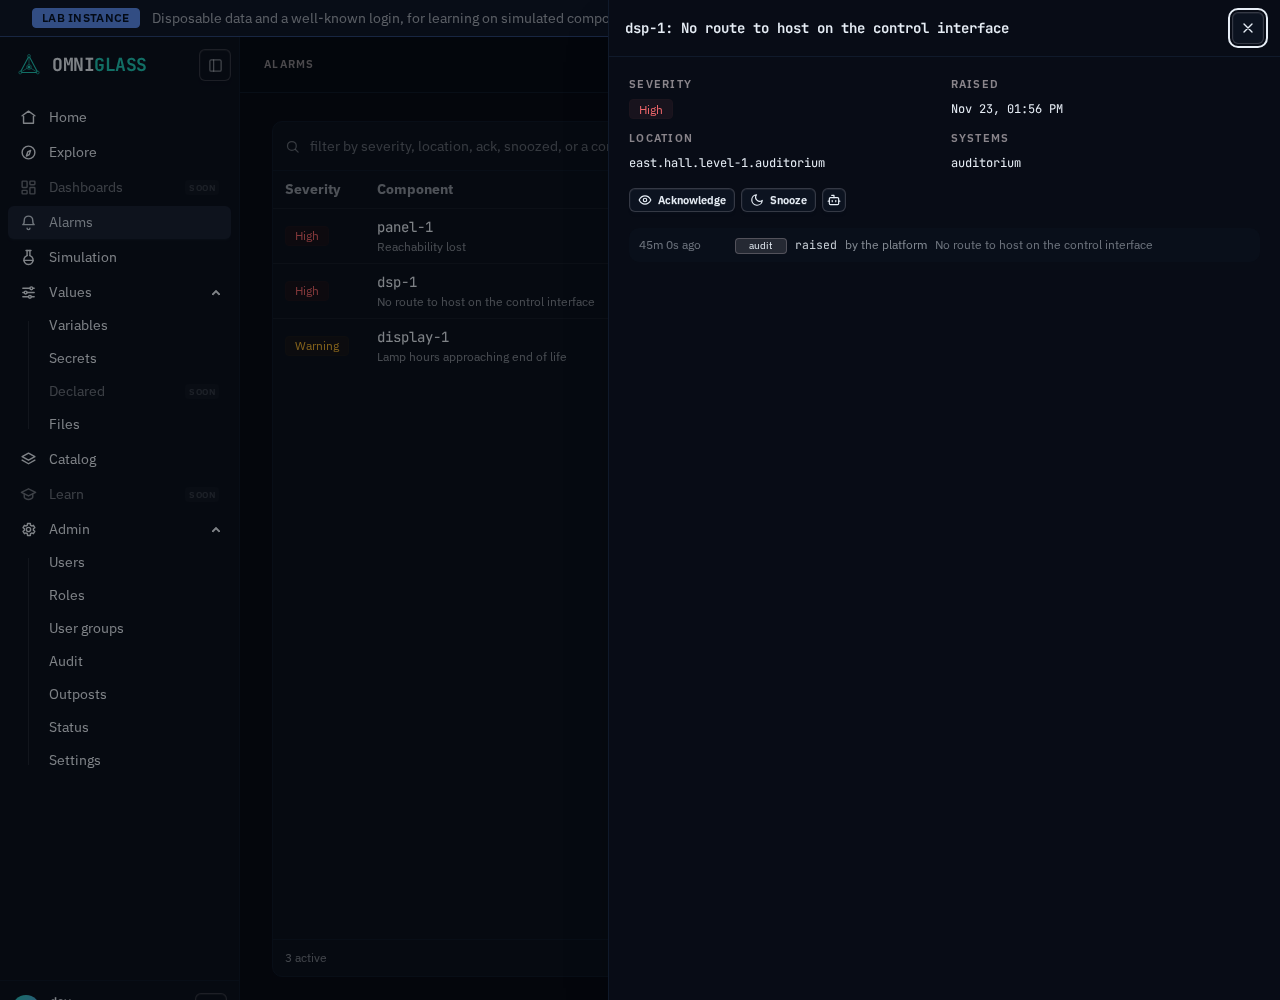 LAB INSTANCE Disposable data and a well-known login, for learning on simulated
OMNIGLASS
Home
Explore
Dashboards SOON
Alarms
Simulation
Values
Variables
Secrets
Declared SOON
Files
Catalog
Learn SOON
Admin
Users
Roles
User groups
Audit
Outposts
Status
Settings
ALARMS
filter by severity, location, ack, snoozed, or a
Severity Component
High panel-1
Reachability lost
High dsp-1
No route to host on the control interface
Warning display-1
Lamp hours approaching end of life
3 active
dsp-1: No route to host on the control interface
SEVERITY RAISED
High Nov 23, 01:56 PM
LOCATION SYSTEMS
east.hall.level-1.auditorium auditorium
Acknowledge Snooze
45m 0s ago audit raised by the platform No route to host on the control interface